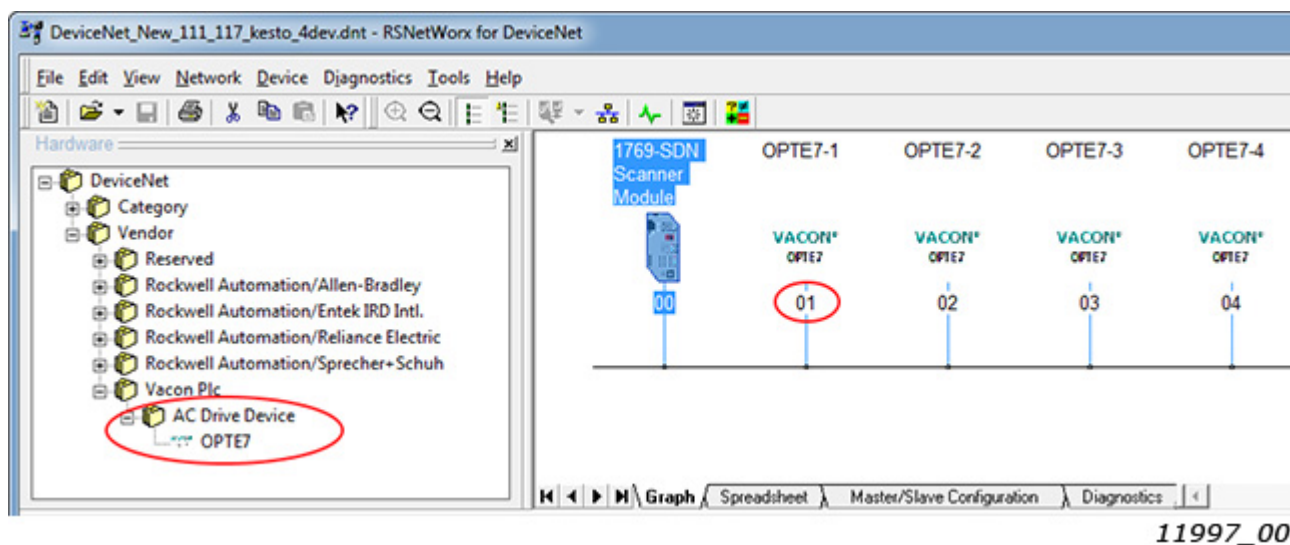 DeviceNet_New_111_117_kesto_4dev.dnt - RSNetWorx for DeviceNet
File Edit View Network Device Diagnostics Tools Help
Hardware
DeviceNet
Category
Vendor
Reserved
Rockwell Automation/Allen-Bradley
Rockwell Automation/Entek IRD Intl.
Rockwell Automation/Reliance Electric
Rockwell Automation/Sprecher+Schuh
Vacon Plc
AC Drive Device
OPTE7
1769-SDN
Scanner
Module
00
OPTE7-1
VACON®
OPTE7
01
OPTE7-2
VACON®
OPTE7
02
OPTE7-3
VACON®
OPTE7
03
OPTE7-4
VACON®
OPTE7
04
Graph Spreadsheet Master/Slave Configuration Diagnostics
11997_00